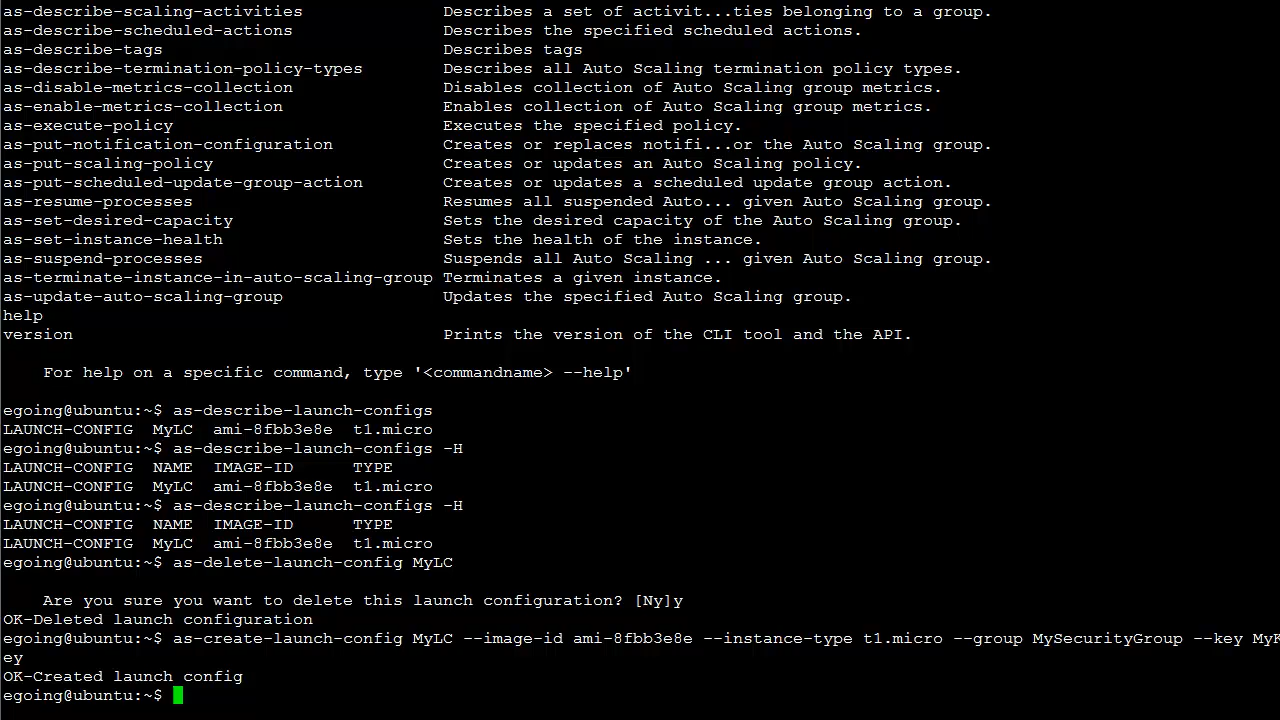 as-describe-scaling-activities              Describes a set of activit...ties belonging to a group.
as-describe-scheduled-actions               Describes the specified scheduled actions.
as-describe-tags                            Describes tags
as-describe-termination-policy-types        Describes all Auto Scaling termination policy types.
as-disable-metrics-collection               Disables collection of Auto Scaling group metrics.
as-enable-metrics-collection                Enables collection of Auto Scaling group metrics.
as-execute-policy                           Executes the specified policy.
as-put-notification-configuration           Creates or replaces notifi...or the Auto Scaling group.
as-put-scaling-policy                       Creates or updates an Auto Scaling policy.
as-put-scheduled-update-group-action        Creates or updates a scheduled update group action.
as-resume-processes                         Resumes all suspended Auto... given Auto Scaling group.
as-set-desired-capacity                     Sets the desired capacity of the Auto Scaling group.
as-set-instance-health                      Sets the health of the instance.
as-suspend-processes                        Suspends all Auto Scaling ... given Auto Scaling group.
as-terminate-instance-in-auto-scaling-group Terminates a given instance.
as-update-auto-scaling-group                Updates the specified Auto Scaling group.
help
version                                     Prints the version of the CLI tool and the API.
    For help on a specific command, type '<commandname> --help'
egoing@ubuntu:~$ as-describe-launch-configs
LAUNCH-CONFIG  MyLC  ami-8fbb3e8e  t1.micro
egoing@ubuntu:~$ as-describe-launch-configs -H
LAUNCH-CONFIG  NAME  IMAGE-ID      TYPE
LAUNCH-CONFIG  MyLC  ami-8fbb3e8e  t1.micro
egoing@ubuntu:~$ as-describe-launch-configs -H
LAUNCH-CONFIG  NAME  IMAGE-ID      TYPE
LAUNCH-CONFIG  MyLC  ami-8fbb3e8e  t1.micro
egoing@ubuntu:~$ as-delete-launch-config MyLC
    Are you sure you want to delete this launch configuration? [Ny]y
OK-Deleted launch configuration
egoing@ubuntu:~$ as-create-launch-config MyLC --image-id ami-8fbb3e8e --instance-type t1.micro --group MySecurityGroup --key MyK
ey
OK-Created launch config
egoing@ubuntu:~$